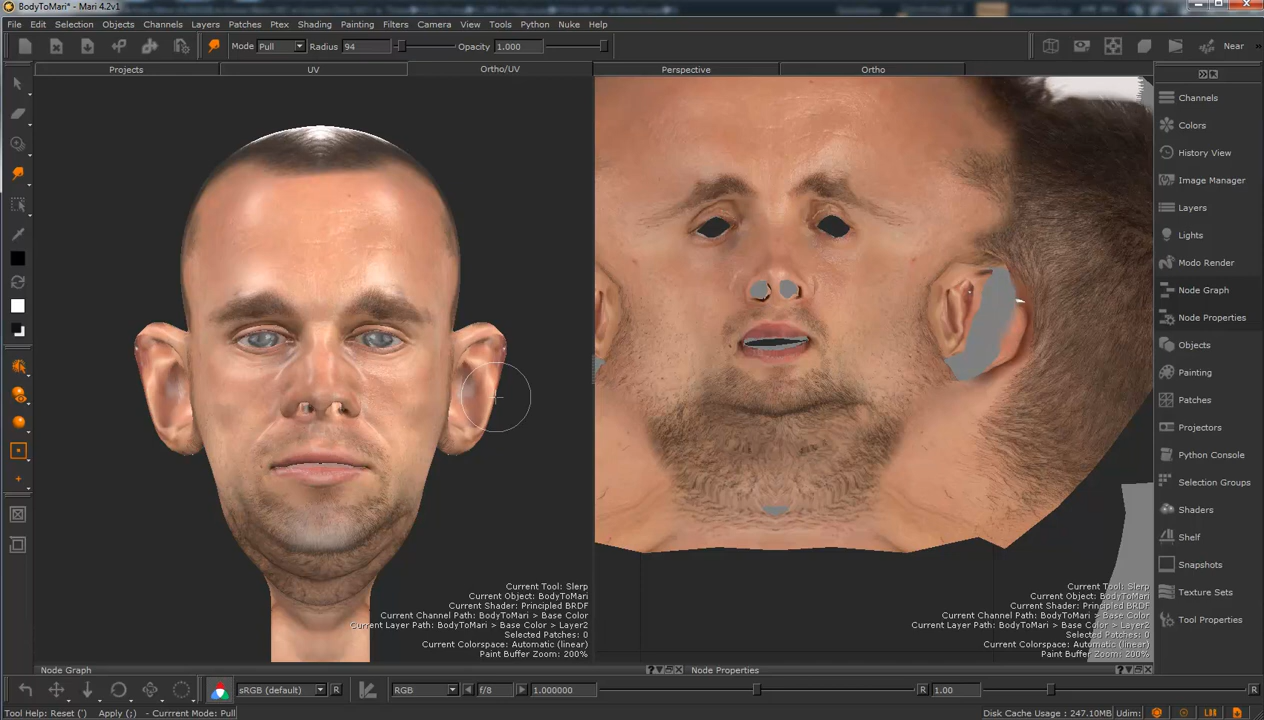 BodyToMari* - Mari 4.2v1
File Edit Selection Objects Channels Layers Patches Ptex Shading Painting Filters Camera View Tools Python Nuke Help
Mode Pull Radius 94 Opacity 1.000 Near
Projects UV Ortho/UV Perspective Ortho
Channels
Colors
History View
Image Manager
Layers
Lights
Modo Render
Node Graph
Node Properties
Objects
Painting
Patches
Projectors
Python Console
Selection Groups
Shaders
Shelf
Snapshots
Texture Sets
Tool Properties
Current Tool: Slerp
Current Object: BodyToMari
Current Shader: Principled BRDF
Current Channel Path: BodyToMari > Base Color
Current Layer Path: BodyToMari > Base Color > Layer2
Selected Patches: 0
Current Colorspace: Automatic (linear)
Paint Buffer Zoom: 200%
Current Tool: Slerp
Current Object: BodyToMari
Current Shader: Principled BRDF
Current Channel Path: BodyToMari > Base Color
Current Layer Path: BodyToMari > Base Color > Layer2
Selected Patches: 0
Current Colorspace: Automatic (linear)
Paint Buffer Zoom: 200%
Node Graph Node Properties
sRGB (default) R RGB f/8 1.000000 R 1.00 R
Tool Help: Reset (') Apply (;) - Currrent Mode: Pull Disk Cache Usage : 247.10MB Udim: